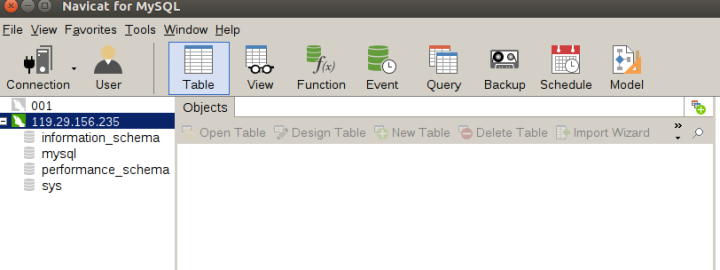 Navicat for MySQL
File View Favorites Tools Window Help
Connection User Table View Function Event Query Backup Schedule Model
f(x)
001
119.29.156.235
information_schema
mysql
performance_schema
sys
Objects
Open Table Design Table New Table Delete Table Import Wizard »